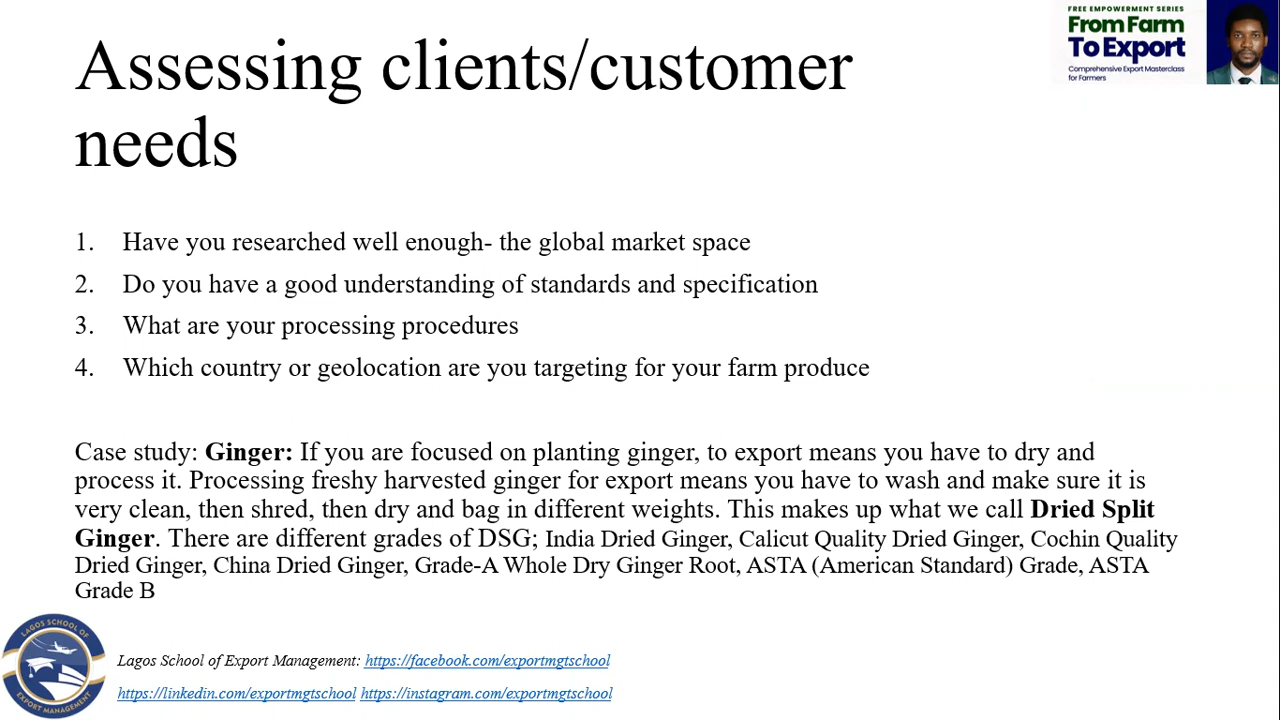 Assessing clients/customer
needs
FREE EMPOWERMENT SERIES
From Farm
To Export
Comprehensive Export Masterclass
for Farmers
1. Have you researched well enough- the global market space
2. Do you have a good understanding of standards and specification
3. What are your processing procedures
4. Which country or geolocation are you targeting for your farm produce
Case study: Ginger: If you are focused on planting ginger, to export means you have to dry and
process it. Processing freshy harvested ginger for export means you have to wash and make sure it is
very clean, then shred, then dry and bag in different weights. This makes up what we call Dried Split
Ginger. There are different grades of DSG; India Dried Ginger, Calicut Quality Dried Ginger, Cochin Quality
Dried Ginger, China Dried Ginger, Grade-A Whole Dry Ginger Root, ASTA (American Standard) Grade, ASTA
Grade B
LAGOS SCHOOL OF
EXPORT MANAGEMENT
Lagos School of Export Management: https://facebook.com/exportmgtschool
https://linkedin.com/exportmgtschool https://instagram.com/exportmgtschool